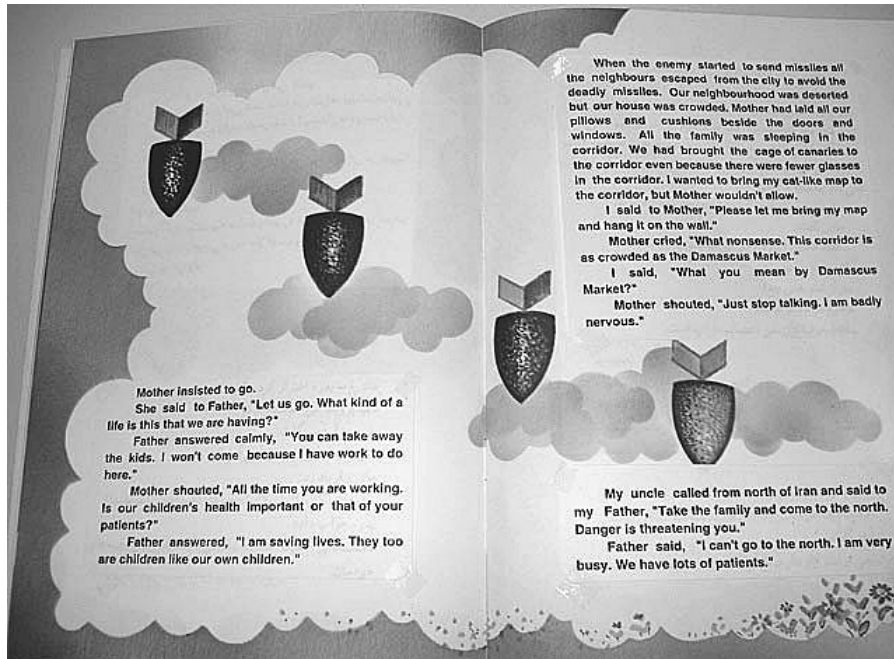 When the enemy started to send missiles all
the neighbours escaped from the city to avoid the
deadly missiles. Our neighbourhood was deserted
but our house was crowded. Mother had laid all our
pillows and cushions beside the doors and
windows. All the family was sleeping in the
corridor. We had brought the cage of canaries to
the corridor even because there were fewer glasses
in the corridor. I wanted to bring my cat-like map to
the corridor, but Mother wouldn't allow.
I said to Mother, "Please let me bring my map
and hang it on the wall."
Mother cried, "What nonsense. This corridor is
as crowded as the Damascus Market."
I said, "What you mean by Damascus
Market?"
Mother shouted, "Just stop talking. I am badly
nervous."
My uncle called from north of Iran and said to
my Father, "Take the family and come to the north.
Danger is threatening you."
Father said, "I can't go to the north. I am very
busy. We have lots of patients."
Mother insisted to go.
She said to Father, "Let us go. What kind of a
life is this that we are having?"
Father answered calmly, "You can take away
the kids. I won't come because I have work to do
here."
Mother shouted, "All the time you are working.
Is our children's health important or that of your
patients?"
Father answered, "I am saving lives. They too
are children like our own children."